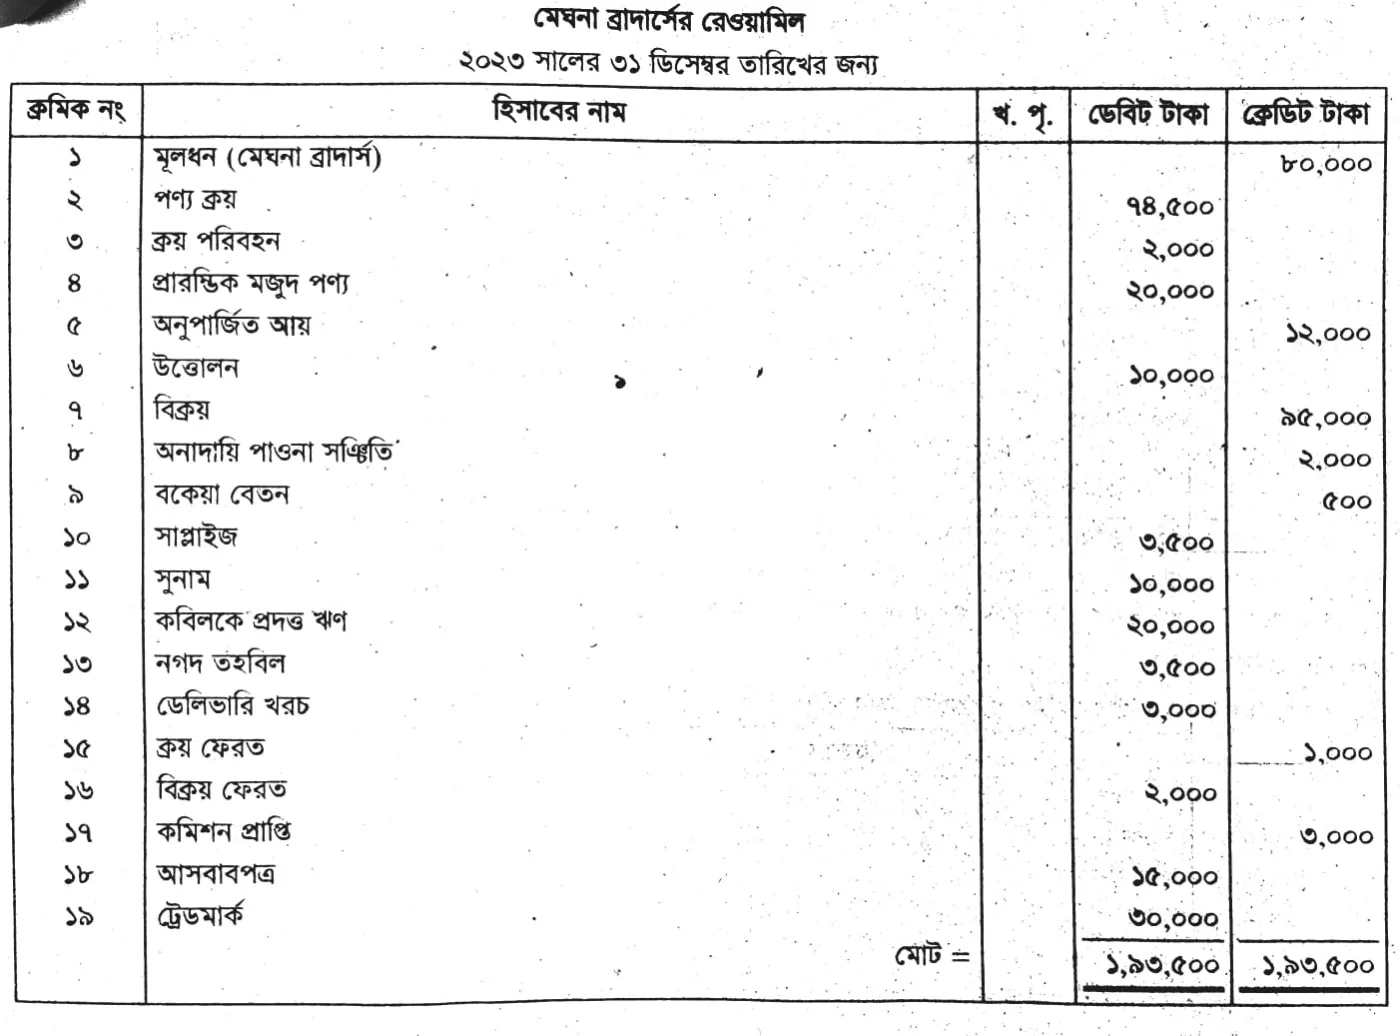 মেঘনা ব্রাদার্সের রেওয়ামিল
২০২৩ সালের ৩১ ডিসেম্বর তারিখের জন্য
ক্রমিক নং হিসাবের নাম খ. পৃ. ডেবিট টাকা ক্রেডিট টাকা
১ মূলধন (মেঘনা ব্রাদার্স) ৮০,০০০
২ পণ্য ক্রয় ৭৪,৫০০
৩ ক্রয় পরিবহন ২,০০০
৪ প্রারম্ভিক মজুদ পণ্য ২০,০০০
৫ অনুপার্জিত আয় ১২,০০০
৬ উত্তোলন ১০,০০০
৭ বিক্রয় ৯৫,০০০
৮ অনাদায়ি পাওনা সঞ্চিতি ২,০০০
৯ বকেয়া বেতন ৫০০
১০ সাপ্লাইজ ৩,৫০০
১১ সুনাম ১০,০০০
১২ কবিলকে প্রদত্ত ঋণ ২০,০০০
১৩ নগদ তহবিল ৩,৫০০
১৪ ডেলিভারি খরচ ৩,০০০
১৫ ক্রয় ফেরত ১,০০০
১৬ বিক্রয় ফেরত ২,০০০
১৭ কমিশন প্রাপ্তি ৩,০০০
১৮ আসবাবপত্র ১৫,০০০
১৯ ট্রেডমার্ক ৩০,০০০
মোট = ১,৯৩,৫০০ ১,৯৩,৫০০